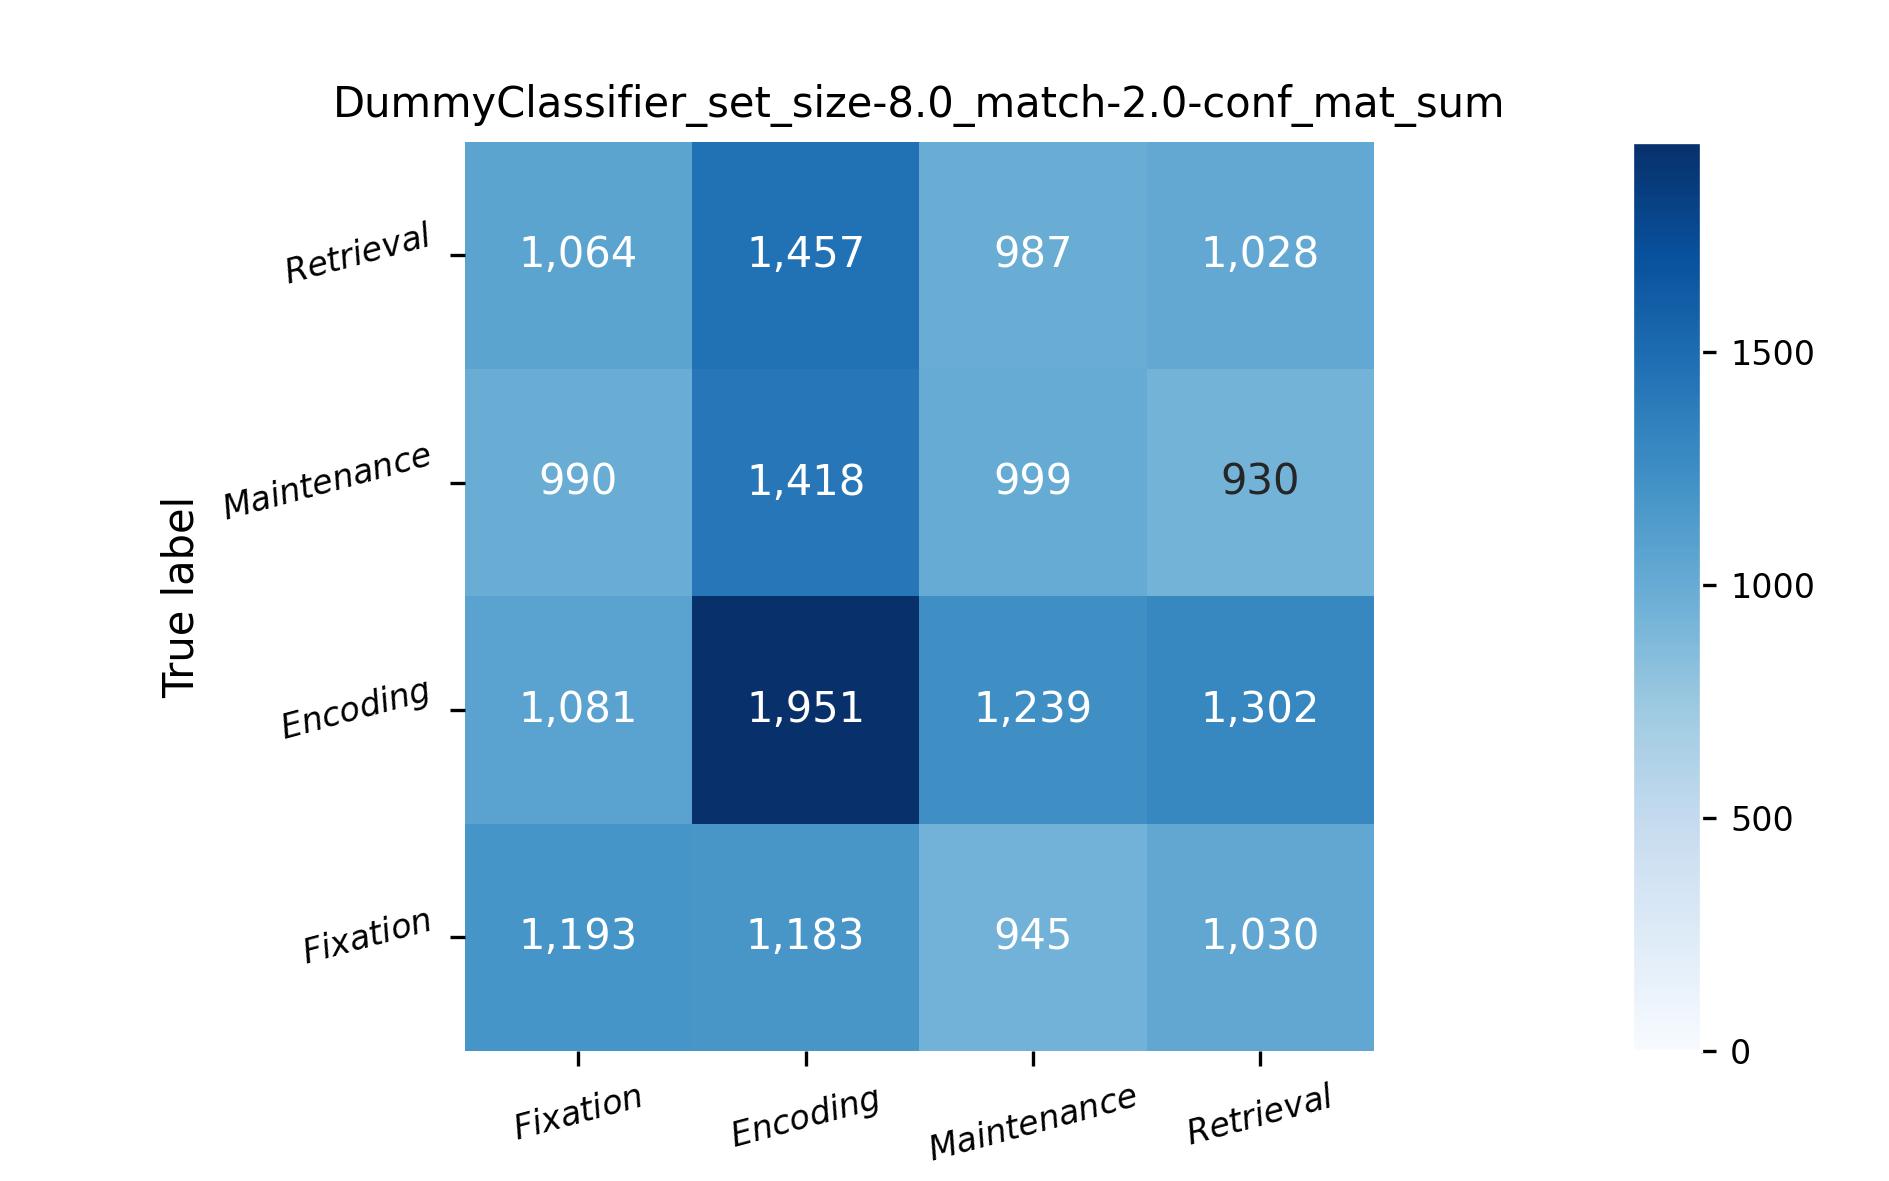 DummyClassifier_set_size-8.0_match-2.0-conf_mat_sum
True label
Retrieval 1,064 1,457 987 1,028
Maintenance 990 1,418 999 930
Encoding 1,081 1,951 1,239 1,302
Fixation 1,193 1,183 945 1,030
Fixation Encoding Maintenance Retrieval
1500
1000
500
0